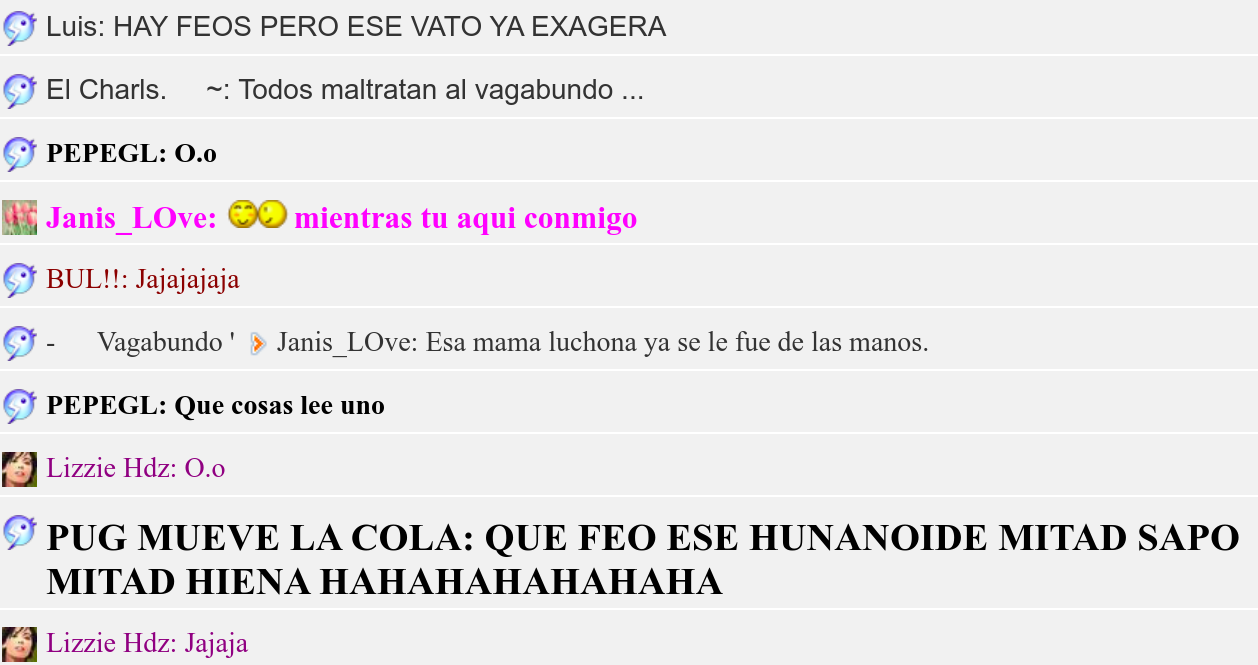 Luis: HAY FEOS PERO ESE VATO YA EXAGERA
El Charls. ~: Todos maltratan al vagabundo ...
PEPEGL: O.o
Janis_LOve: mientras tu aqui conmigo
BUL!!: Jajajajaja
- Vagabundo ' Janis_LOve: Esa mama luchona ya se le fue de las manos.
PEPEGL: Que cosas lee uno
Lizzie Hdz: O.o
PUG MUEVE LA COLA: QUE FEO ESE HUNANOIDE MITAD SAPO
MITAD HIENA HAHAHAHAHAHAHA
Lizzie Hdz: Jajaja